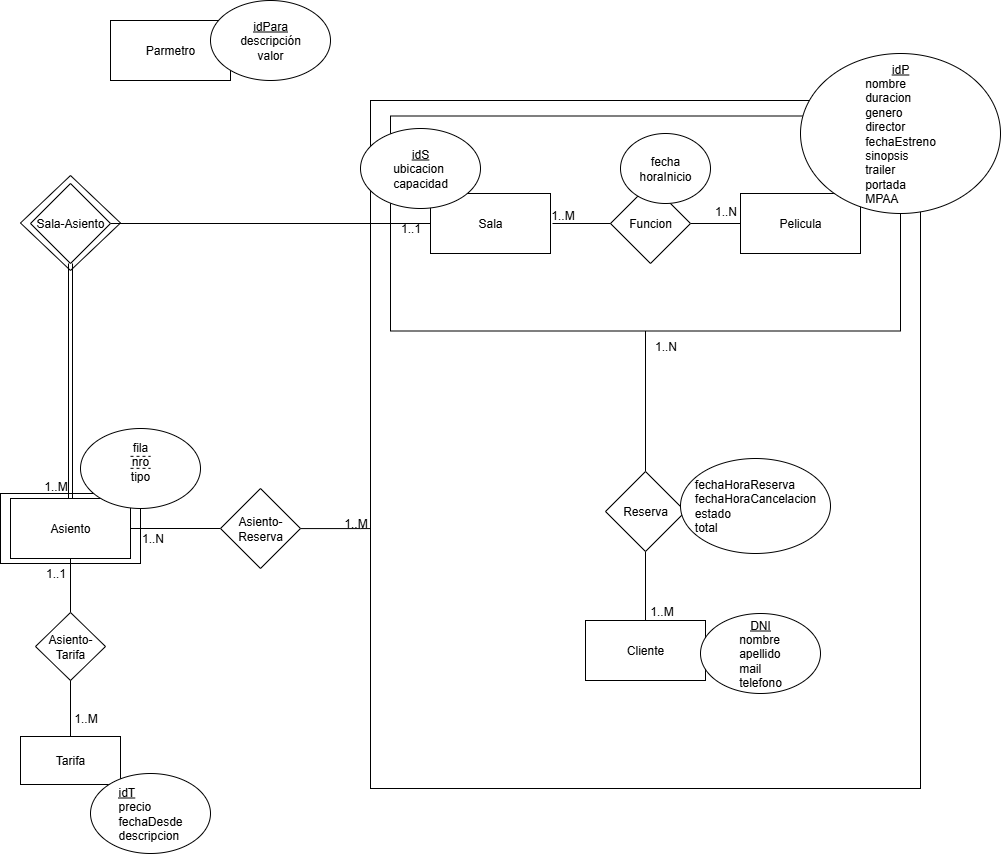 Parmetro
idPara
descripción
valor
idP
nombre
duracion
genero
director
fechaEstreno
sinopsis
trailer
portada
MPAA
idS
ubicacion
capacidad
fecha
horaInicio
Sala-Asiento
1..1
Sala
1..M
Funcion
1..N
Pelicula
1..N
fila
nro
tipo
1..M
Asiento
1..N
Asiento-
Reserva
1..M
Reserva
fechaHoraReserva
fechaHoraCancelacion
estado
total
1..1
Asiento-
Tarifa
1..M
Cliente
DNI
nombre
apellido
mail
telefono
1..M
Tarifa
idT
precio
fechaDesde
descripcion